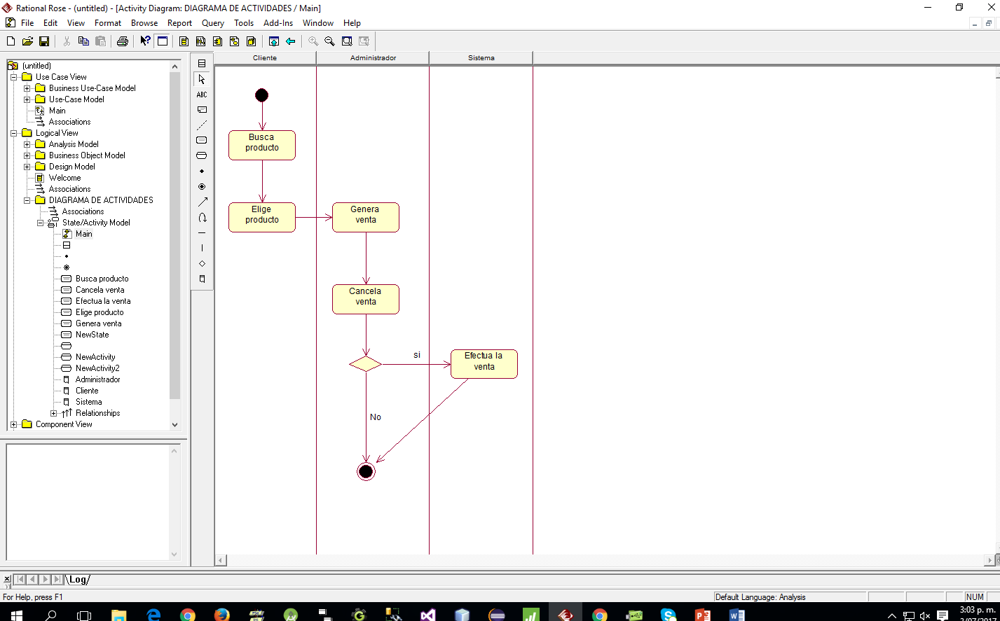 Rational Rose - (untitled) - [Activity Diagram: DIAGRAMA DE ACTIVIDADES / Main]
File Edit View Format Browse Report Query Tools Add-Ins Window Help
(untitled)
Use Case View
Business Use-Case Model
Use-Case Model
Main
Associations
Logical View
Analysis Model
Business Object Model
Design Model
Welcome
Associations
DIAGRAMA DE ACTIVIDADES
Associations
State/Activity Model
Main
Busca producto
Cancela venta
Efectua la venta
Elige producto
Genera venta
NewState
NewActivity
NewActivity2
Administrador
Cliente
Sistema
Relationships
Component View
ABC
Cliente Administrador Sistema
Busca
producto
Elige
producto
Genera
venta
Cancela
venta
si
Efectua la
venta
No
Log
For Help, press F1
Default Language: Analysis
NUM
3:03 p. m.